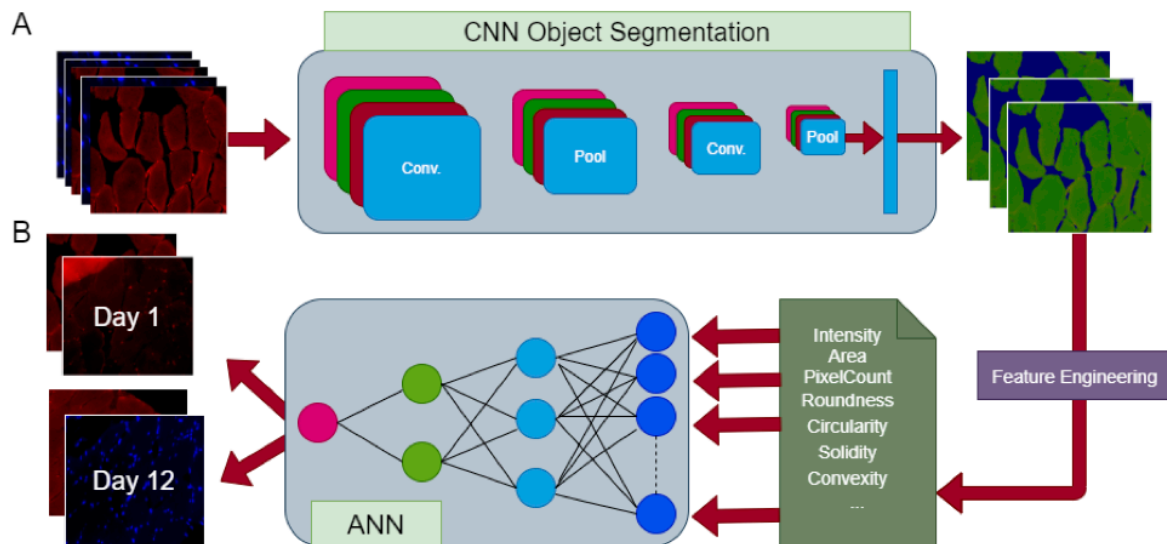 A
CNN Object Segmentation
Conv.
Pool
Conv.
Pool
B
Day 1
Day 12
ANN
Intensity
Area
PixelCount
Roundness
Circularity
Solidity
Convexity
...
Feature Engineering